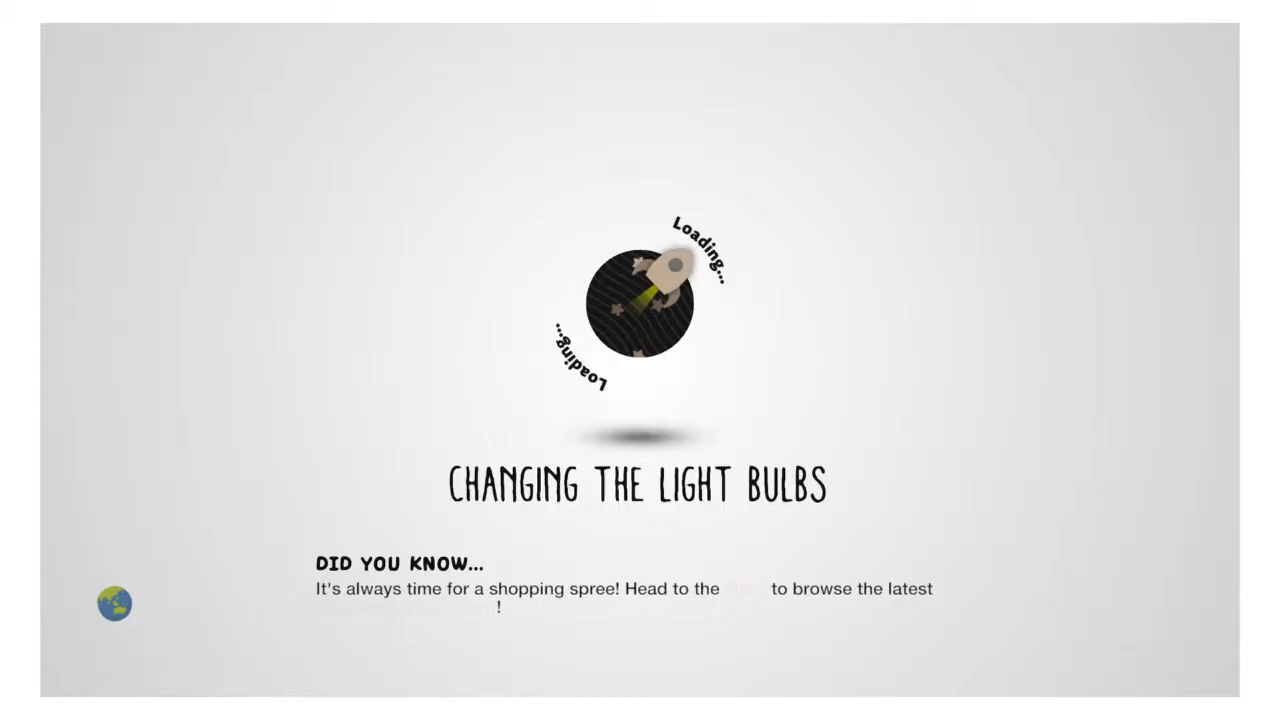 Loading...
Loading...
CHANGING THE LIGHT BULBS
DID YOU KNOW...
It's always time for a shopping spree! Head to the to browse the latest
!